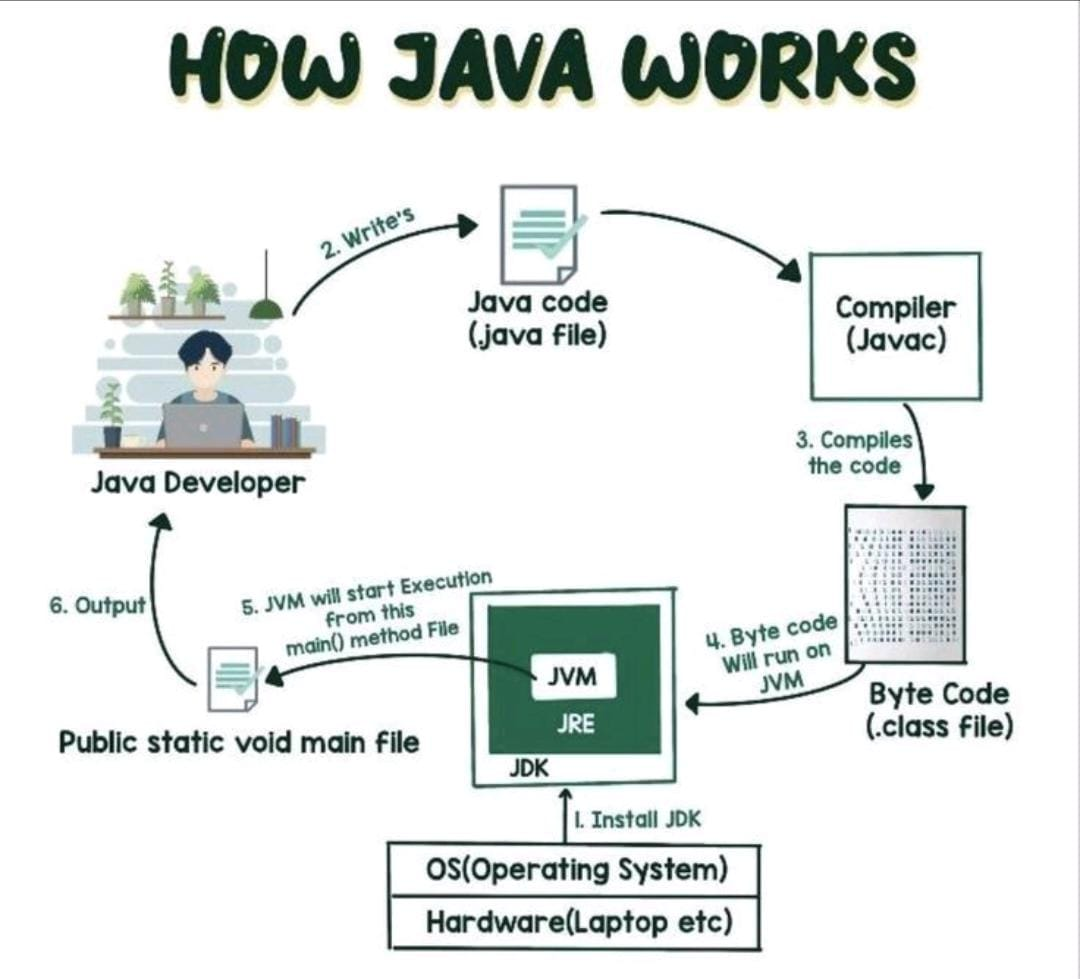 HOW JAVA WORKS
2. Write's
Java code
(.java file)
Compiler
(Javac)
3. Compiles
the code
Byte Code
(.class file)
4. Byte code
Will run on
JVM
JVM
JRE
JDK
1. Install JDK
OS(Operating System)
Hardware(Laptop etc)
5. JVM will start Execution
from this
main() method File
Public static void main file
6. Output
Java Developer